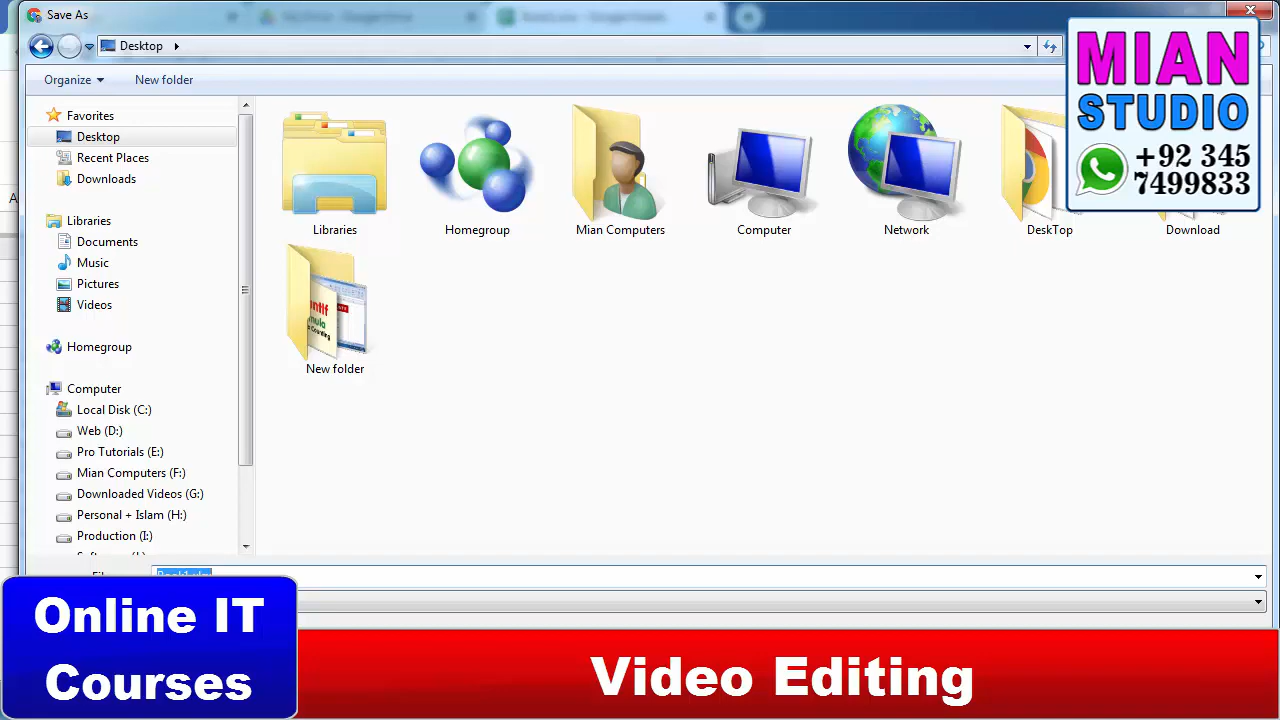 Save As
Desktop
Organize
New folder
MIAN
STUDIO
+92 345
7499833
Favorites
Desktop
Recent Places
Downloads
Libraries
Documents
Music
Pictures
Videos
Homegroup
Computer
Local Disk (C:)
Web (D:)
Pro Tutorials (E:)
Mian Computers (F:)
Downloaded Videos (G:)
Personal + Islam (H:)
Production (I:)
Libraries
Homegroup
Mian Computers
Computer
Network
DeskTop
Download
New folder
Online IT
Courses
Video Editing